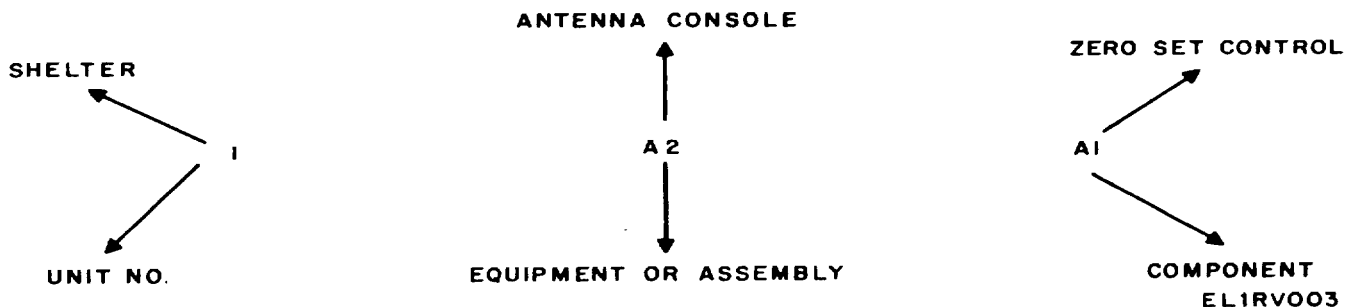 ANTENNA CONSOLE
SHELTER
ZERO SET CONTROL
1
A2
A1
UNIT NO.
EQUIPMENT OR ASSEMBLY
COMPONENT
EL1RV003